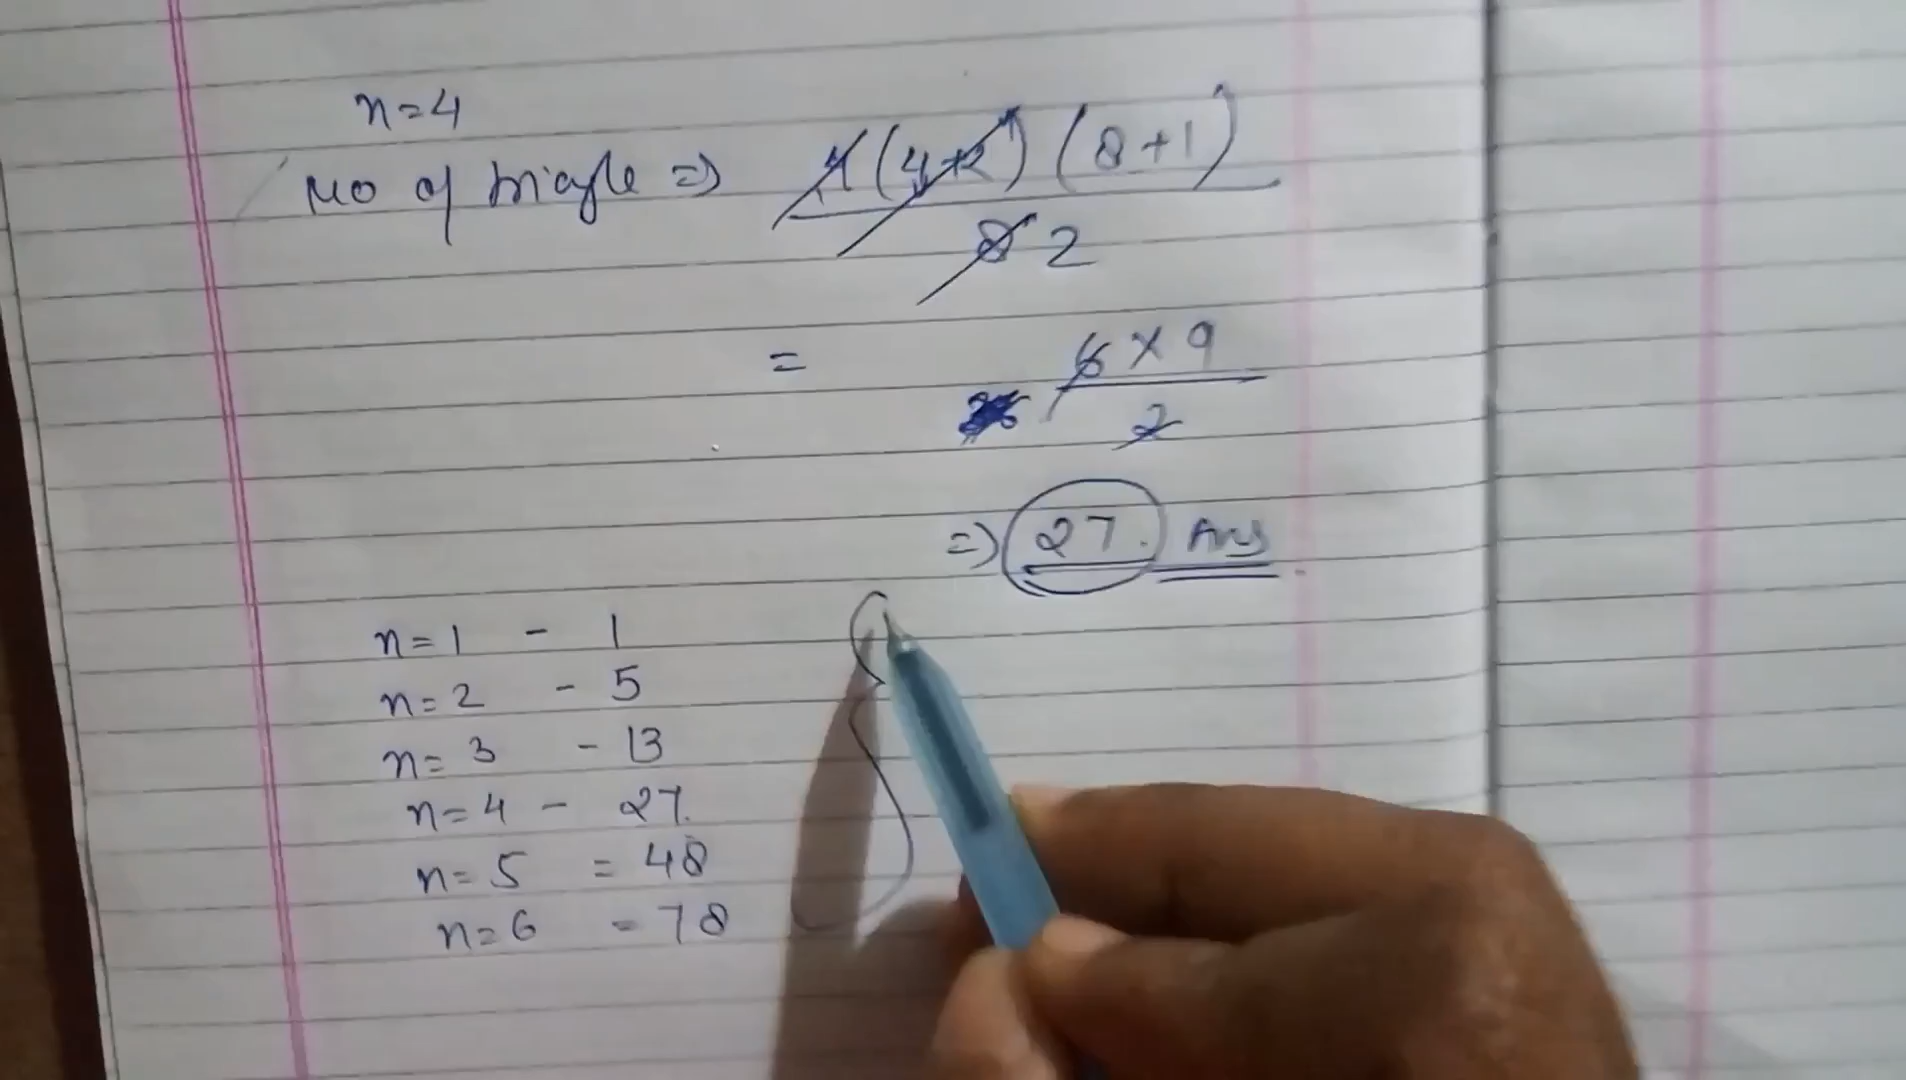 n=4
No of triangle ⇒ 4(4+2)(8+1)
8 2
= 6 × 9
2
⇒ 27. Ans
n=1 - 1
n=2 - 5
n=3 - 13
n=4 - 27.
n=5 = 48
n=6 = 78